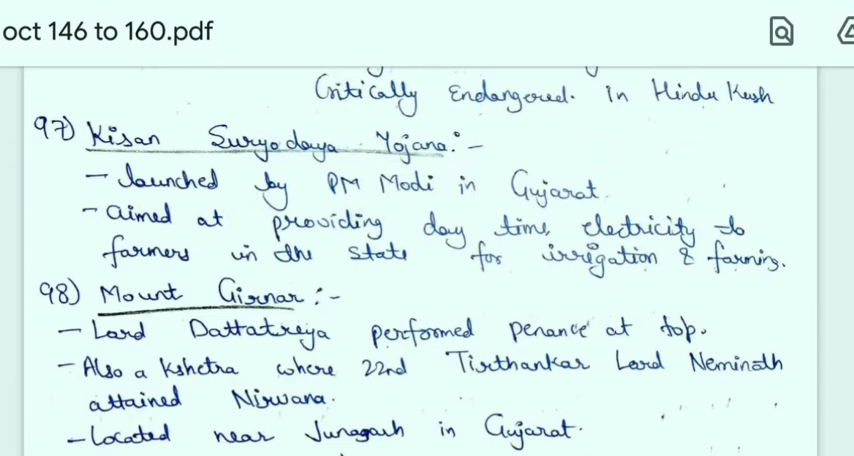 oct 146 to 160.pdf
Critically Endangered. in Hindu Kush
97) Kisan Suryodaya Yojana:-
- launched by PM Modi in Gujarat.
- aimed at providing day time electricity to
farmers in the state for irrigation & farming.
98) Mount Girnar :-
- Lord Dattatreya performed penance at top.
- Also a Kshetra where 22nd Tirthankar Lord Neminath
attained Nirwana.
- Located near Junagarh in Gujarat.